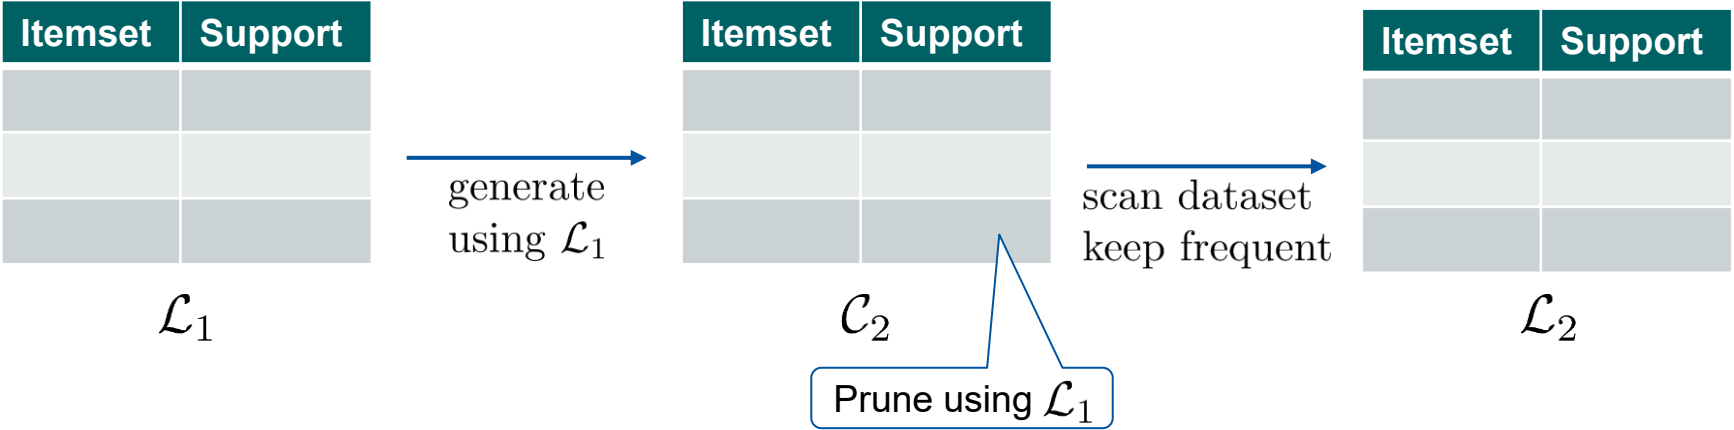 Itemset Support
Itemset Support
Itemset Support
generate
using ℒ₁
scan dataset
keep frequent
ℒ₁
𝒞₂
ℒ₂
Prune using ℒ₁